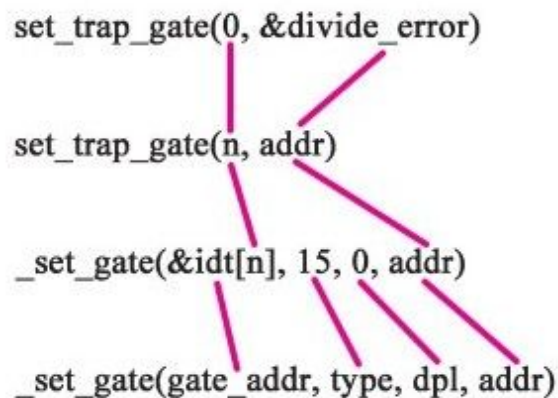 set_trap_gate(0, &divide_error)
set_trap_gate(n, addr)
_set_gate(&idt[n], 15, 0, addr)
_set_gate(gate_addr, type, dpl, addr)